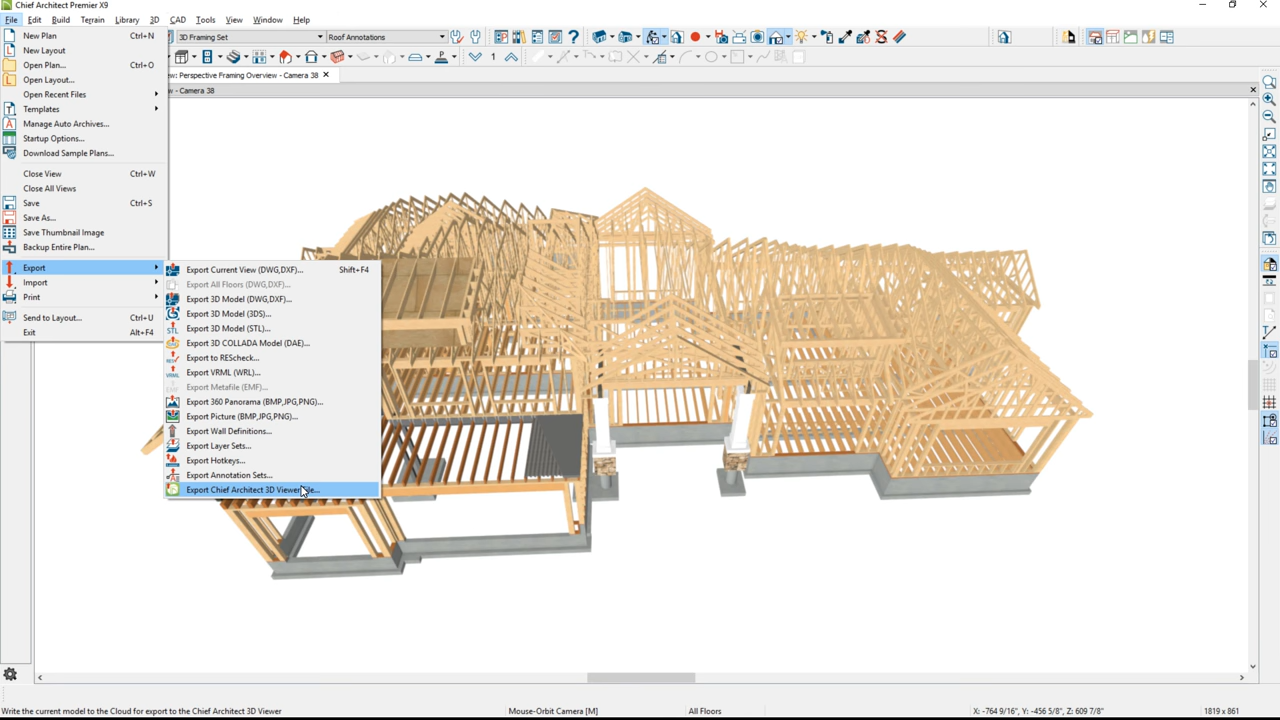 Chief Architect Premier X9
File Edit Build Terrain Library 3D CAD Tools View Window Help
3D Framing Set Roof Annotations
New Plan Ctrl+N
New Layout
Open Plan... Ctrl+O
Open Layout...
Open Recent Files
Templates
Manage Auto Archives...
Startup Options...
Download Sample Plans...
Close View Ctrl+W
Close All Views
Save Ctrl+S
Save As...
Save Thumbnail Image
Backup Entire Plan...
Export
Import
Print
Send to Layout... Ctrl+U
Exit Alt+F4
1
ew: Perspective Framing Overview - Camera 38
w - Camera 38
Export Current View (DWG,DXF)... Shift+F4
Export All Floors (DWG,DXF)...
Export 3D Model (DWG,DXF)...
Export 3D Model (3DS)...
STL Export 3D Model (STL)...
Export 3D COLLADA Model (DAE)...
Export to REScheck...
VRML Export VRML (WRL)...
EMF Export Metafile (EMF)...
Export 360 Panorama (BMP,JPG,PNG)...
Export Picture (BMP,JPG,PNG)...
Export Wall Definitions...
Export Layer Sets...
Export Hotkeys...
Export Annotation Sets...
Export Chief Architect 3D Viewer File...
Write the current model to the Cloud for export to the Chief Architect 3D Viewer Mouse-Orbit Camera [M] All Floors X: -764 9/16", Y: -456 5/8", Z: 609 7/8" 1819 x 861